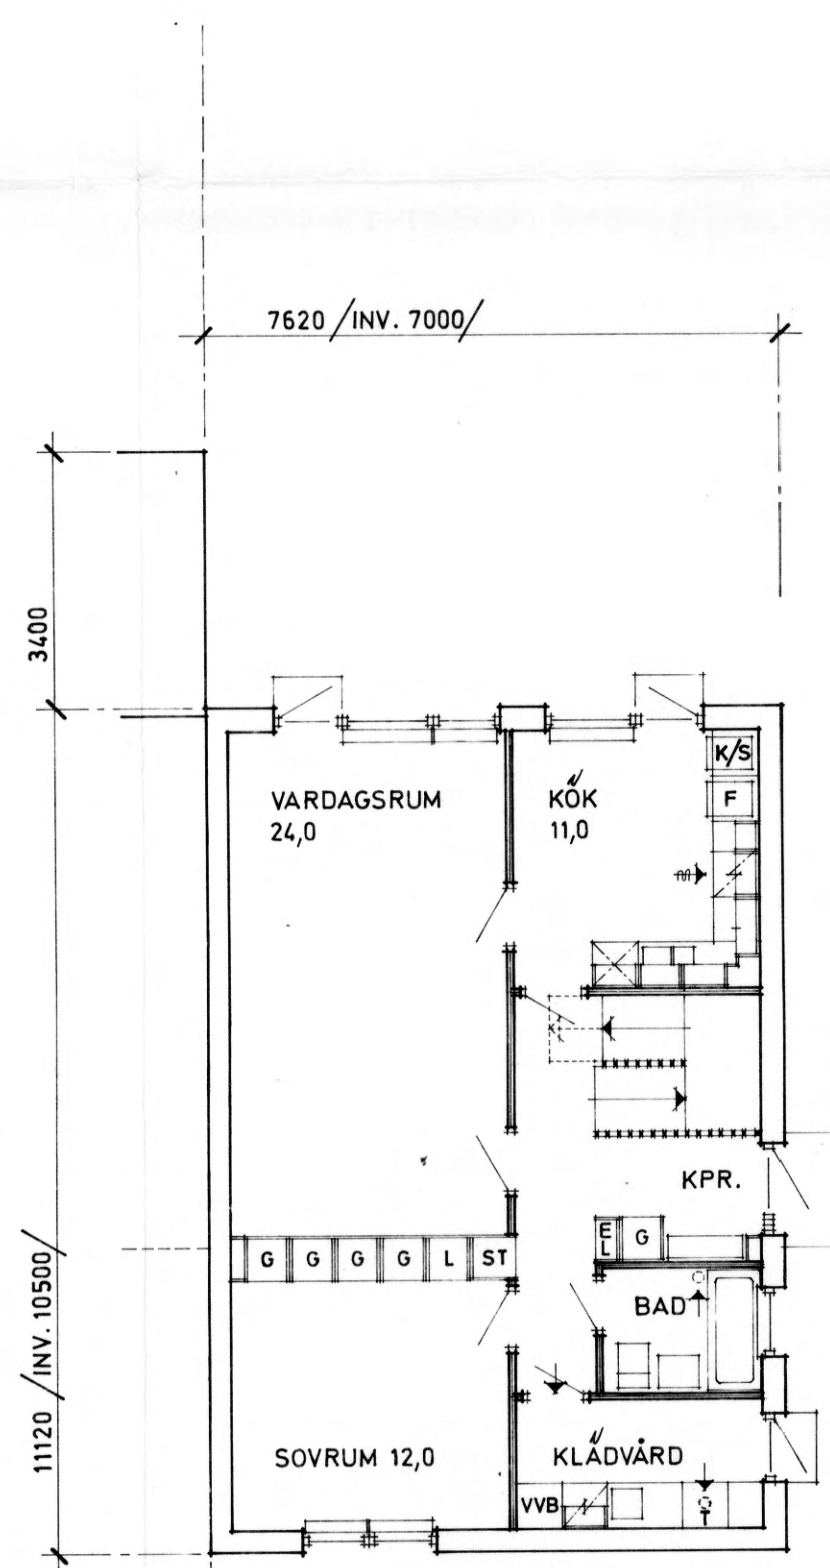 7620 /INV. 7000/
3400
K/S
VARDAGSRUM
24,0
KÖK
11,0
F
KPR.
E
L
G
G
G
G
G
L
ST
BAD
11120 /INV. 10500/
SOVRUM 12,0
KLÄDVÅRD
VVB